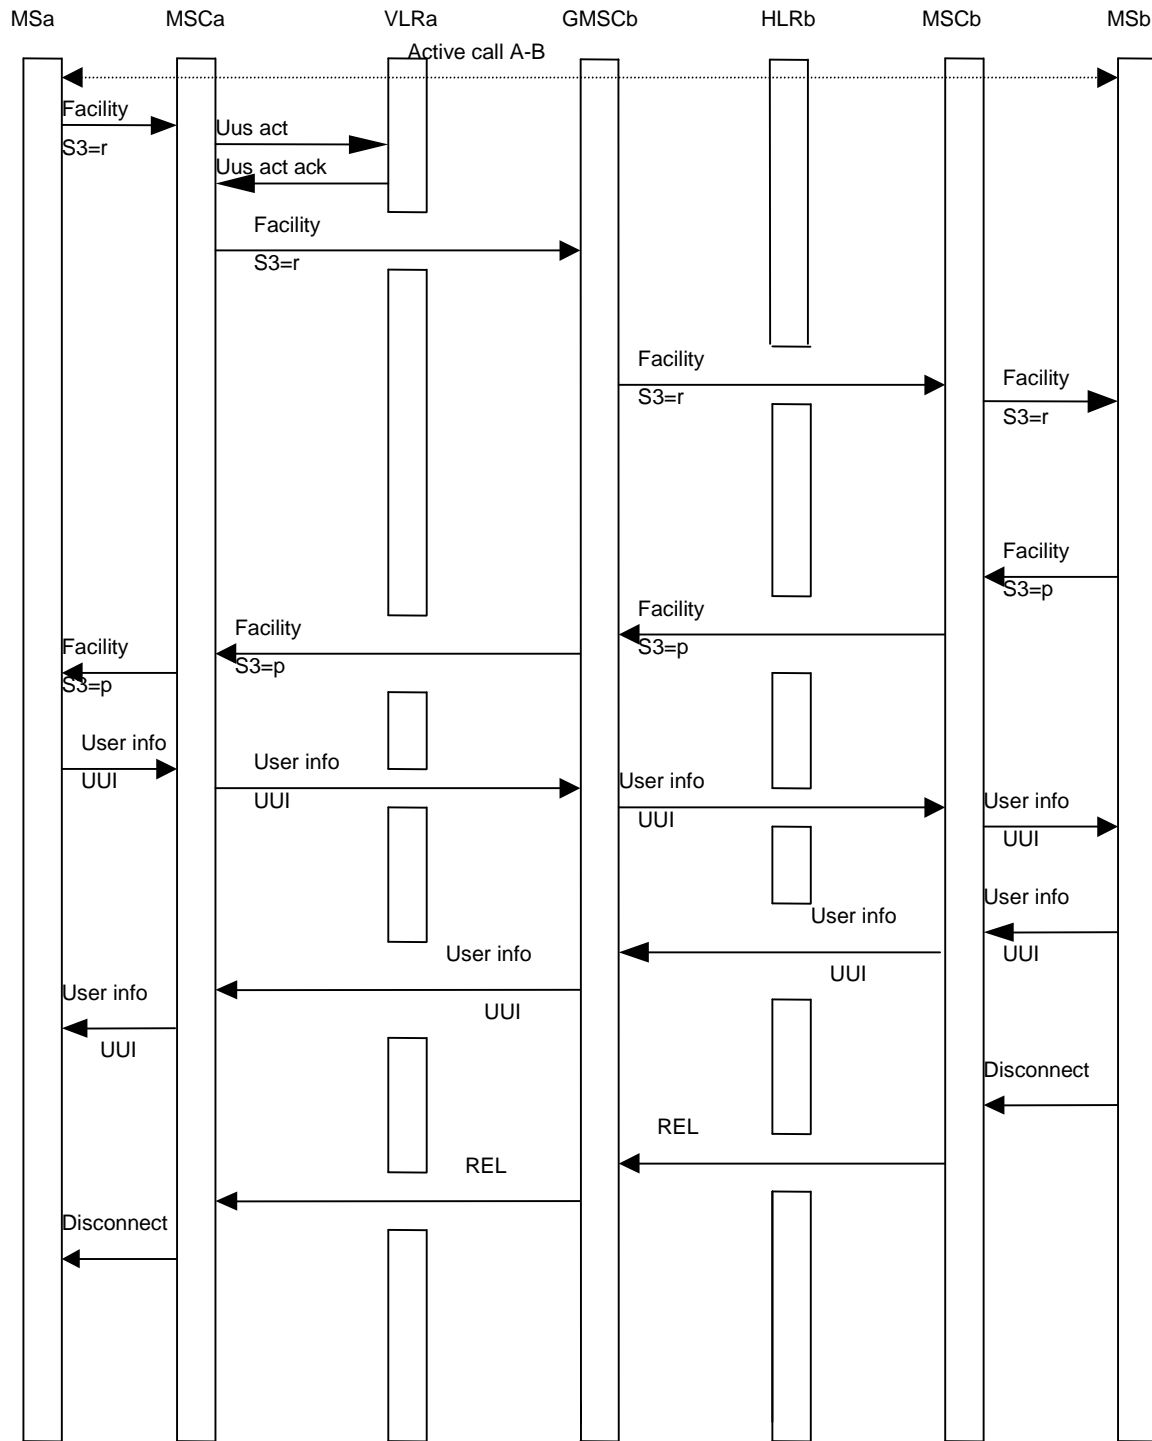 MSa MSCa VLRa GMSCb HLRb MSCb MSb
Active call A-B
Facility
S3=r
Uus act
Uus act ack
Facility
S3=r
Facility
S3=r
Facility
S3=r
Facility
S3=p
Facility
S3=p
Facility
S3=p
Facility
S3=p
User info
UUI
User info
UUI
User info
UUI
User info
UUI
User info
UUI
User info
UUI
User info
UUI
User info
UUI
Disconnect
REL
REL
Disconnect